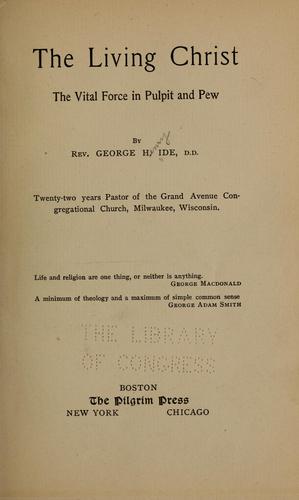 The Living Christ
The Vital Force in Pulpit and Pew
BY
REV. GEORGE H. IDE, D.D.
Twenty-two years Pastor of the Grand Avenue Con-
gregational Church, Milwaukee, Wisconsin.
Life and religion are one thing, or neither is anything.
GEORGE MACDONALD
A minimum of theology and a maximum of simple common sense
GEORGE ADAM SMITH
THE LIBRARY
OF CONGRESS
BOSTON
The Pilgrim Press
NEW YORK CHICAGO